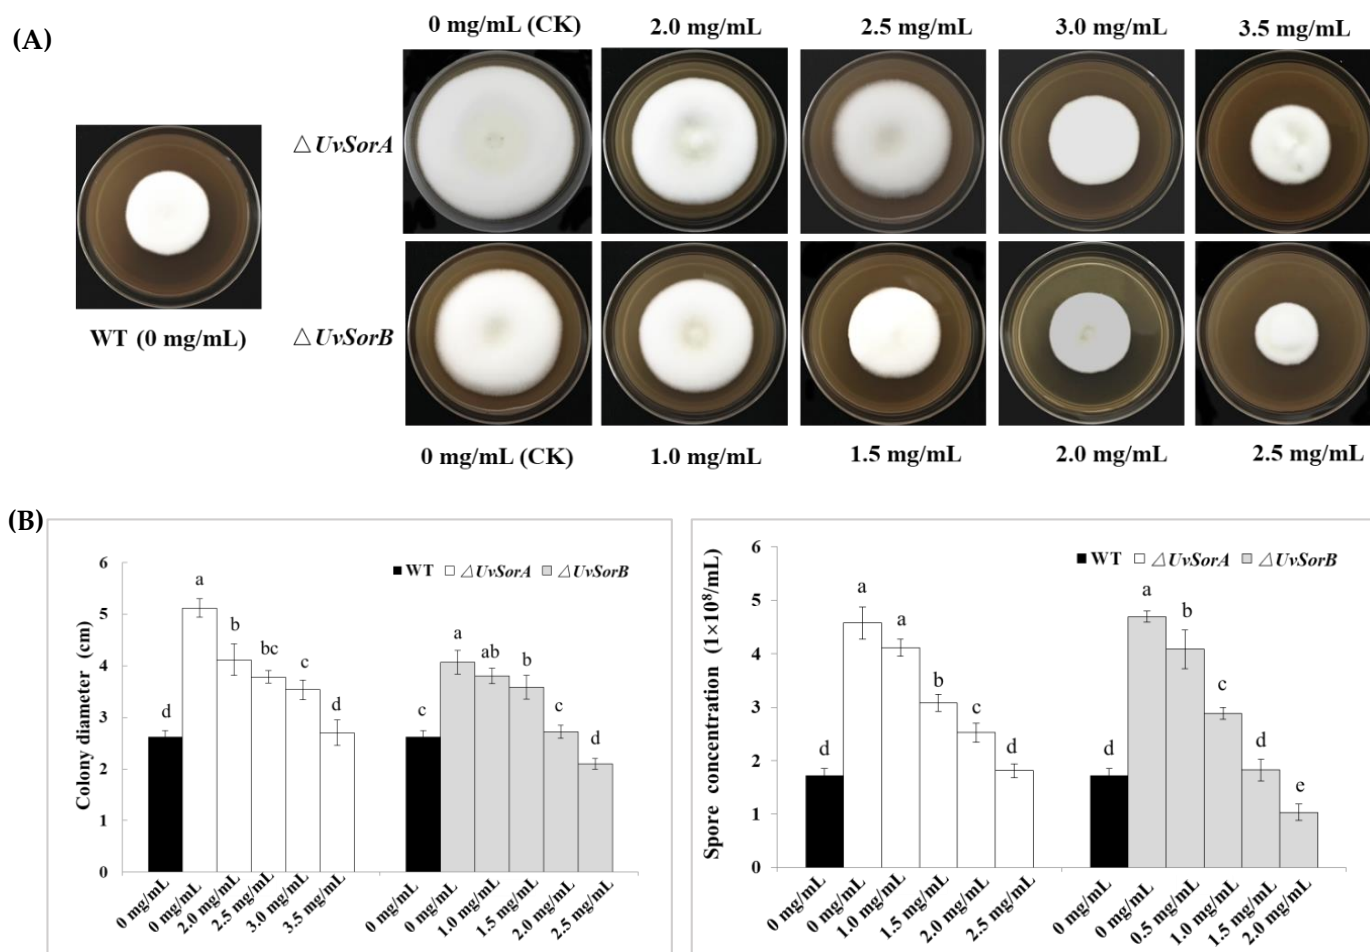 (A)
0 mg/mL (CK) 2.0 mg/mL 2.5 mg/mL 3.0 mg/mL 3.5 mg/mL
△UvSorA
WT (0 mg/mL)
△UvSorB
0 mg/mL (CK) 1.0 mg/mL 1.5 mg/mL 2.0 mg/mL 2.5 mg/mL
(B)
Colony diameter (cm)
6
5
4
3
2
1
0
WT △UvSorA △UvSorB
d a b bc c d c a ab b c d
0 mg/mL 0 mg/mL 2.0 mg/mL 2.5 mg/mL 3.0 mg/mL 3.5 mg/mL 0 mg/mL 0 mg/mL 1.0 mg/mL 1.5 mg/mL 2.0 mg/mL 2.5 mg/mL
Spore concentration (1×10⁸/mL)
6
5
4
3
2
1
0
WT △UvSorA △UvSorB
d a a b c d d a b c d e
0 mg/mL 0 mg/mL 1.0 mg/mL 1.5 mg/mL 2.0 mg/mL 2.5 mg/mL 0 mg/mL 0 mg/mL 0.5 mg/mL 1.0 mg/mL 1.5 mg/mL 2.0 mg/mL